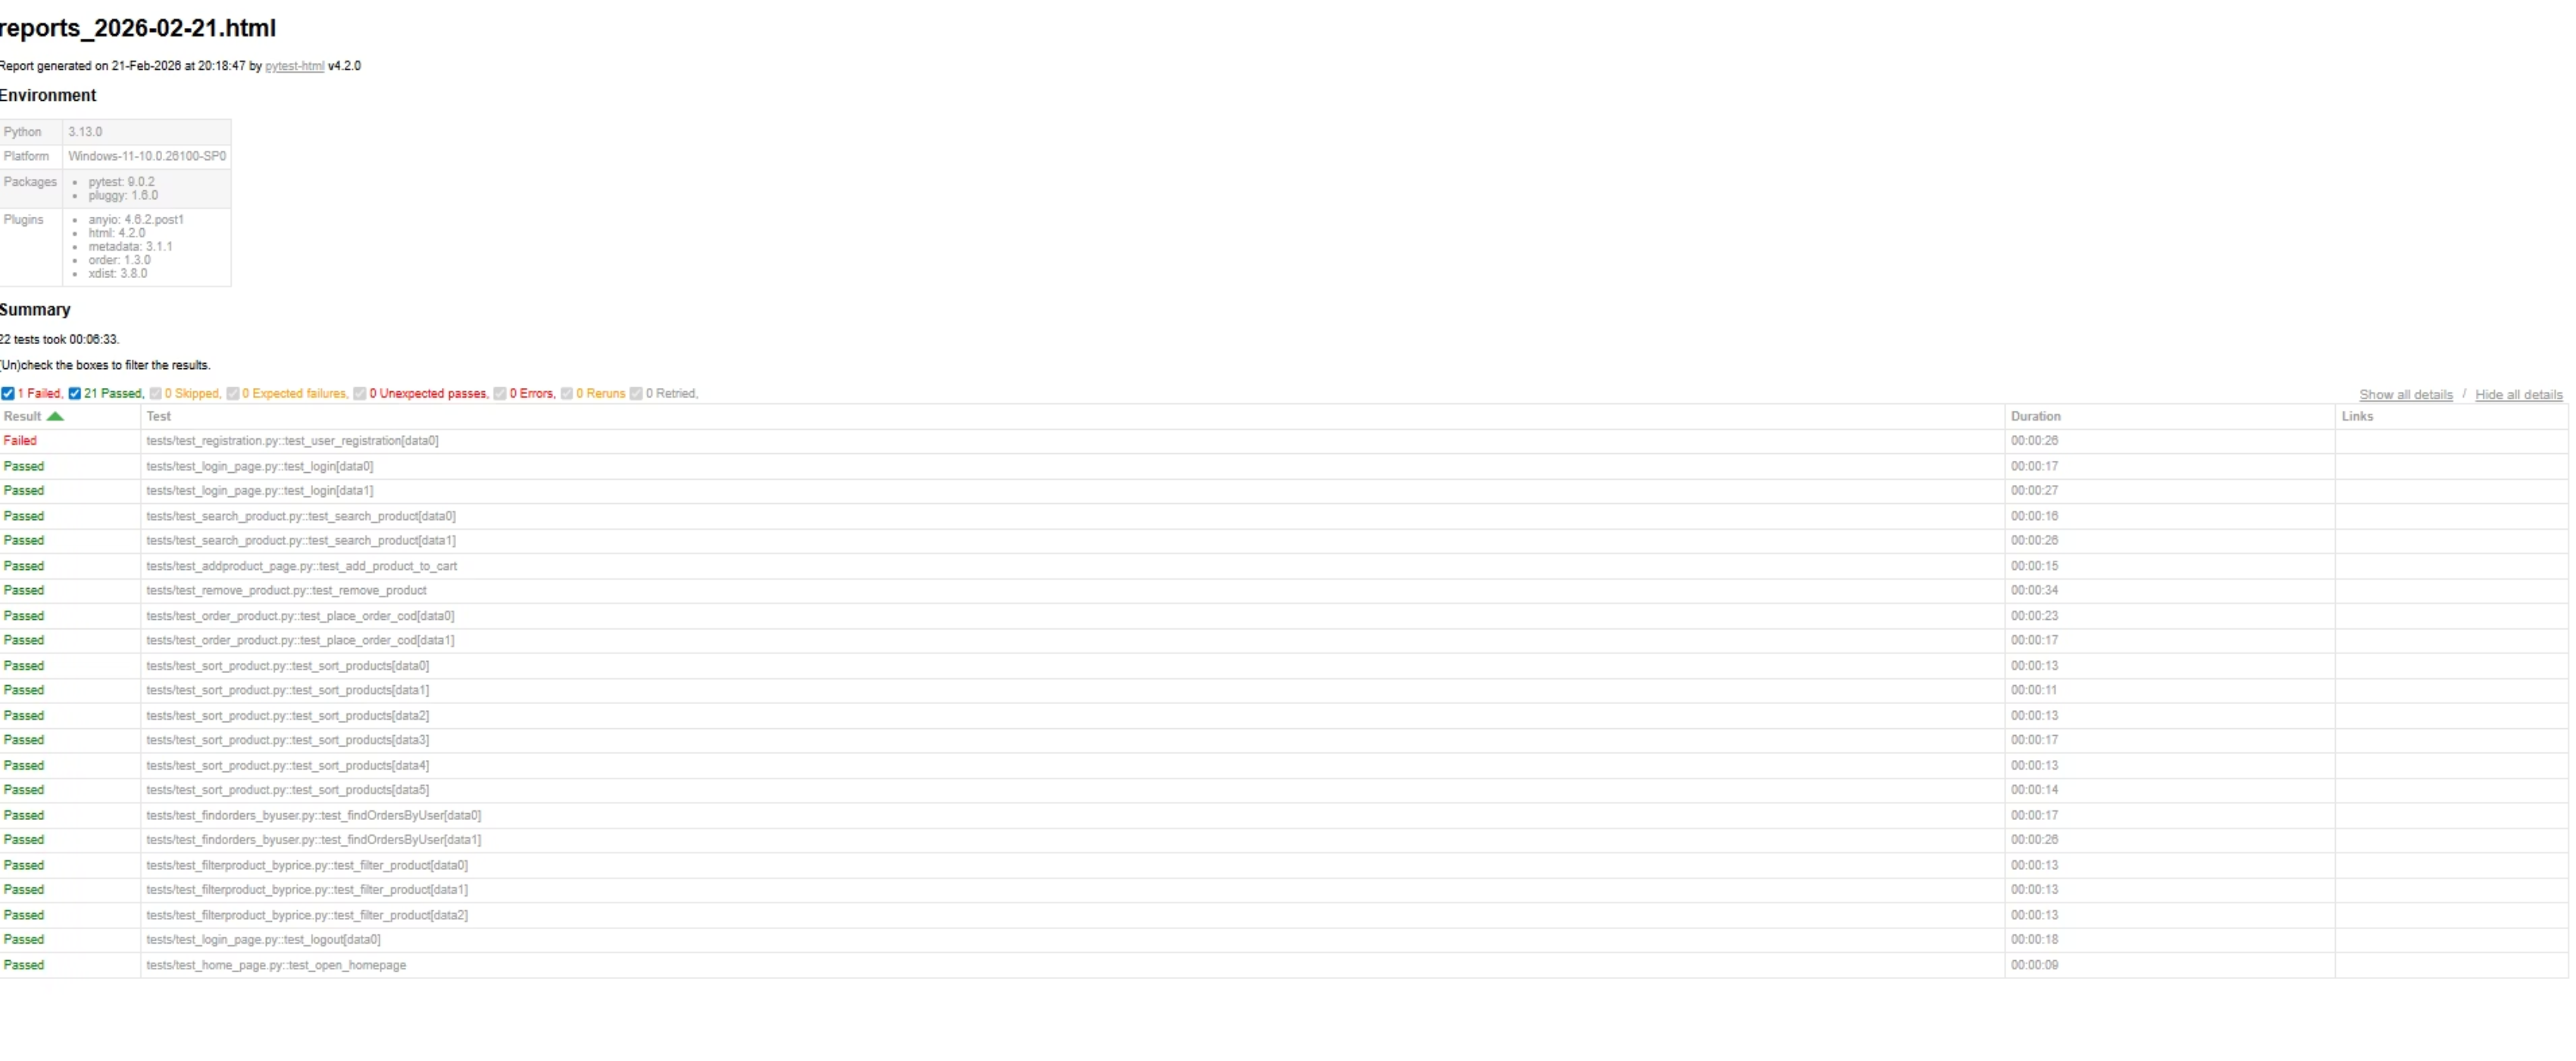 reports_2026-02-21.html
Report generated on 21-Feb-2026 at 20:18:47 by pytest-html v4.2.0
Environment
Python 3.13.0
Platform Windows-11-10.0.26100-SP0
Packages
• pytest: 9.0.2
• pluggy: 1.6.0
Plugins
• anyio: 4.6.2.post1
• html: 4.2.0
• metadata: 3.1.1
• order: 1.3.0
• xdist: 3.8.0
Summary
22 tests took 00:06:33.
(Un)check the boxes to filter the results.
1 Failed, 21 Passed, 0 Skipped, 0 Expected failures, 0 Unexpected passes, 0 Errors, 0 Reruns 0 Retried, Show all details / Hide all details
Result Test Duration Links
Failed tests/test_registration.py::test_user_registration[data0] 00:00:26
Passed tests/test_login_page.py::test_login[data0] 00:00:17
Passed tests/test_login_page.py::test_login[data1] 00:00:27
Passed tests/test_search_product.py::test_search_product[data0] 00:00:16
Passed tests/test_search_product.py::test_search_product[data1] 00:00:26
Passed tests/test_addproduct_page.py::test_add_product_to_cart 00:00:15
Passed tests/test_remove_product.py::test_remove_product 00:00:34
Passed tests/test_order_product.py::test_place_order_cod[data0] 00:00:23
Passed tests/test_order_product.py::test_place_order_cod[data1] 00:00:17
Passed tests/test_sort_product.py::test_sort_products[data0] 00:00:13
Passed tests/test_sort_product.py::test_sort_products[data1] 00:00:11
Passed tests/test_sort_product.py::test_sort_products[data2] 00:00:13
Passed tests/test_sort_product.py::test_sort_products[data3] 00:00:17
Passed tests/test_sort_product.py::test_sort_products[data4] 00:00:13
Passed tests/test_sort_product.py::test_sort_products[data5] 00:00:14
Passed tests/test_findorders_byuser.py::test_findOrdersByUser[data0] 00:00:17
Passed tests/test_findorders_byuser.py::test_findOrdersByUser[data1] 00:00:26
Passed tests/test_filterproduct_byprice.py::test_filter_product[data0] 00:00:13
Passed tests/test_filterproduct_byprice.py::test_filter_product[data1] 00:00:13
Passed tests/test_filterproduct_byprice.py::test_filter_product[data2] 00:00:13
Passed tests/test_login_page.py::test_logout[data0] 00:00:18
Passed tests/test_home_page.py::test_open_homepage 00:00:09